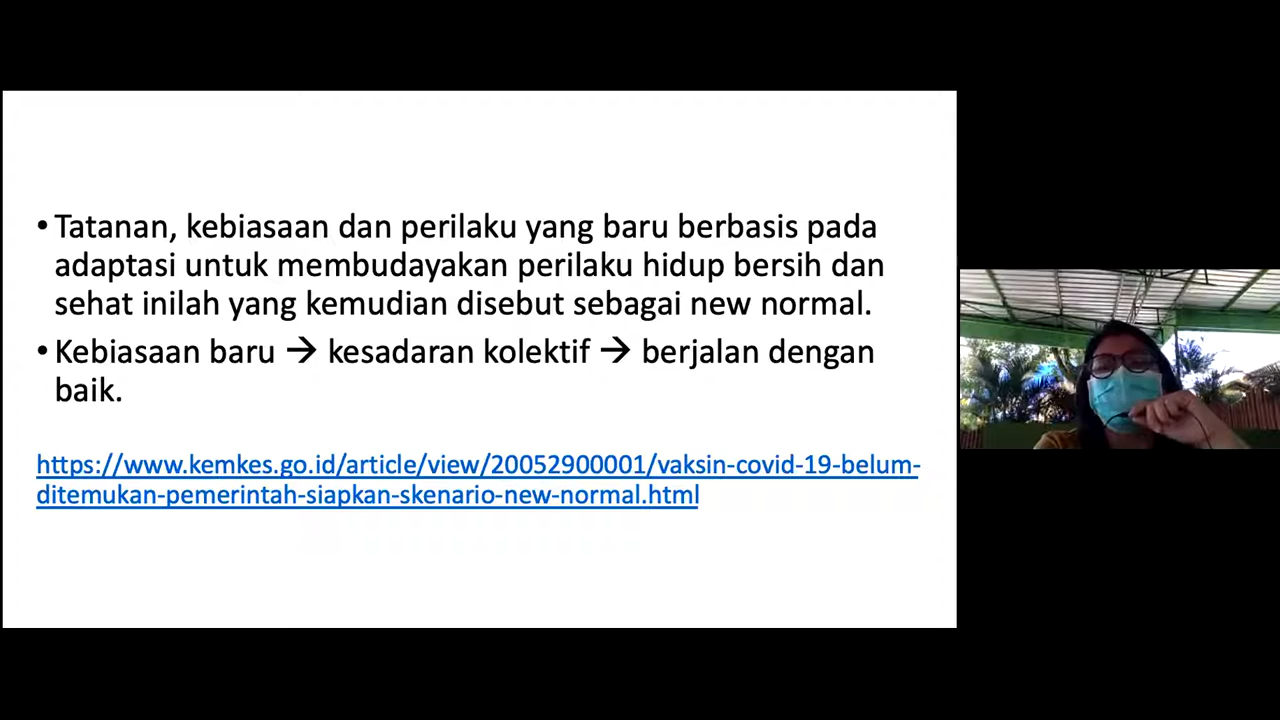 • Tatanan, kebiasaan dan perilaku yang baru berbasis pada
adaptasi untuk membudayakan perilaku hidup bersih dan
sehat inilah yang kemudian disebut sebagai new normal.
• Kebiasaan baru → kesadaran kolektif → berjalan dengan
baik.
https://www.kemkes.go.id/article/view/20052900001/vaksin-covid-19-belum-
ditemukan-pemerintah-siapkan-skenario-new-normal.html